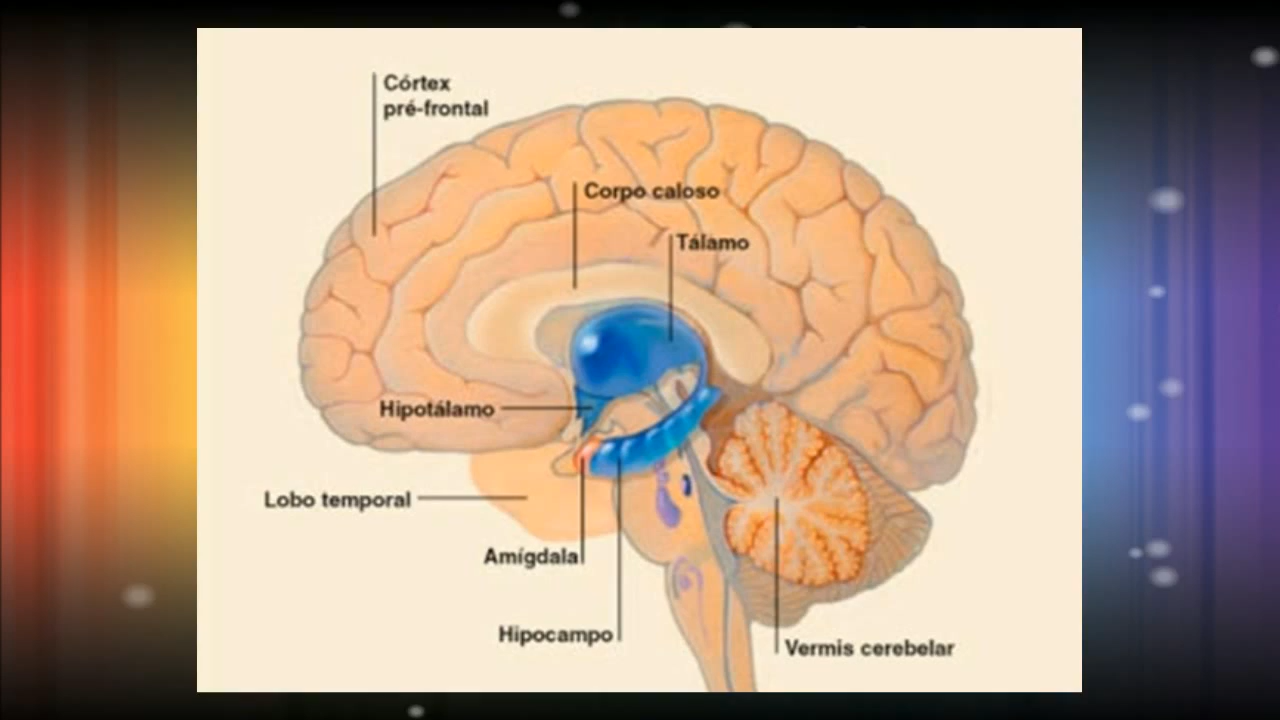 Córtex
pré-frontal
Corpo caloso
Tálamo
Hipotálamo
Lobo temporal
Amígdala
Hipocampo
Vermis cerebelar